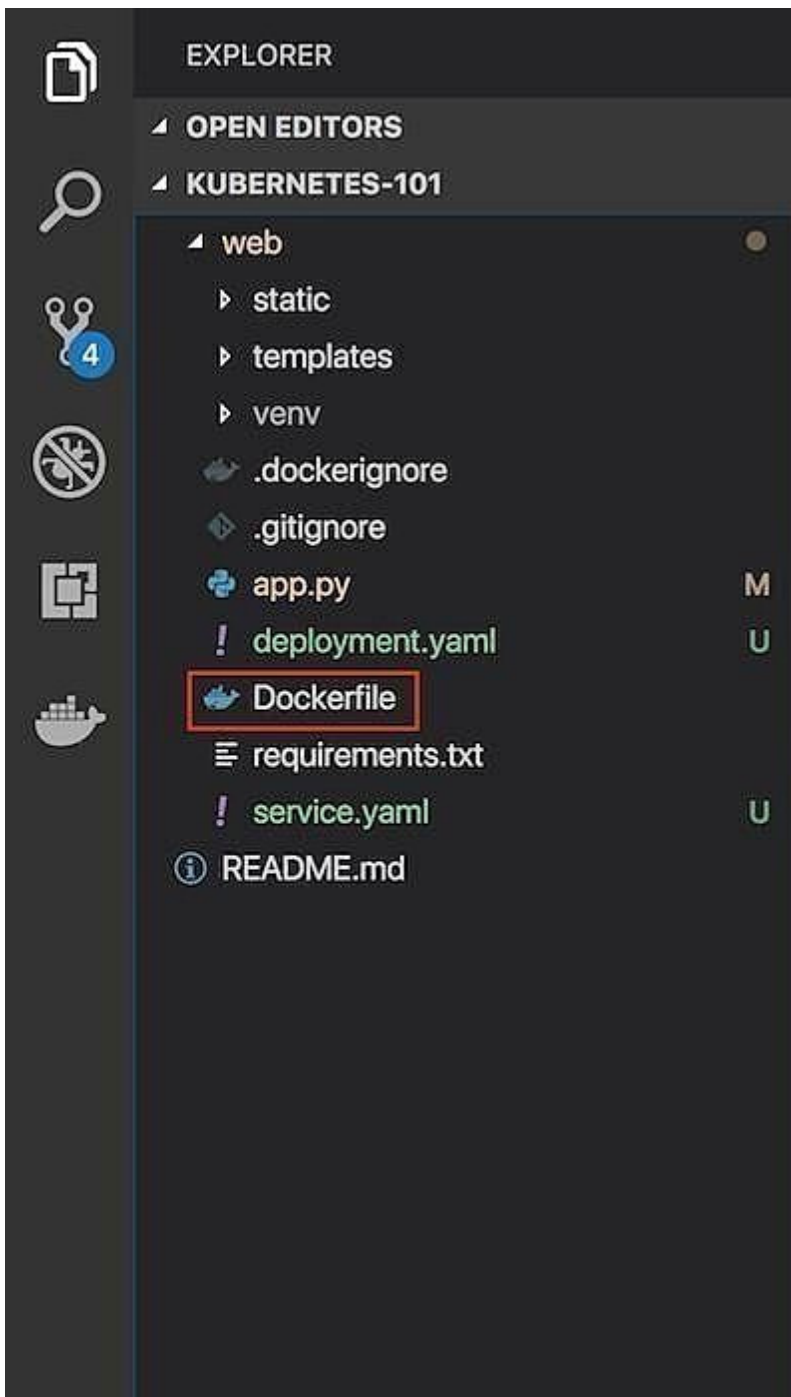 EXPLORER
OPEN EDITORS
KUBERNETES-101
web
static
templates
4
venv
.dockerignore
.gitignore
app.py M
deployment.yaml U
Dockerfile
requirements.txt
service.yaml U
README.md